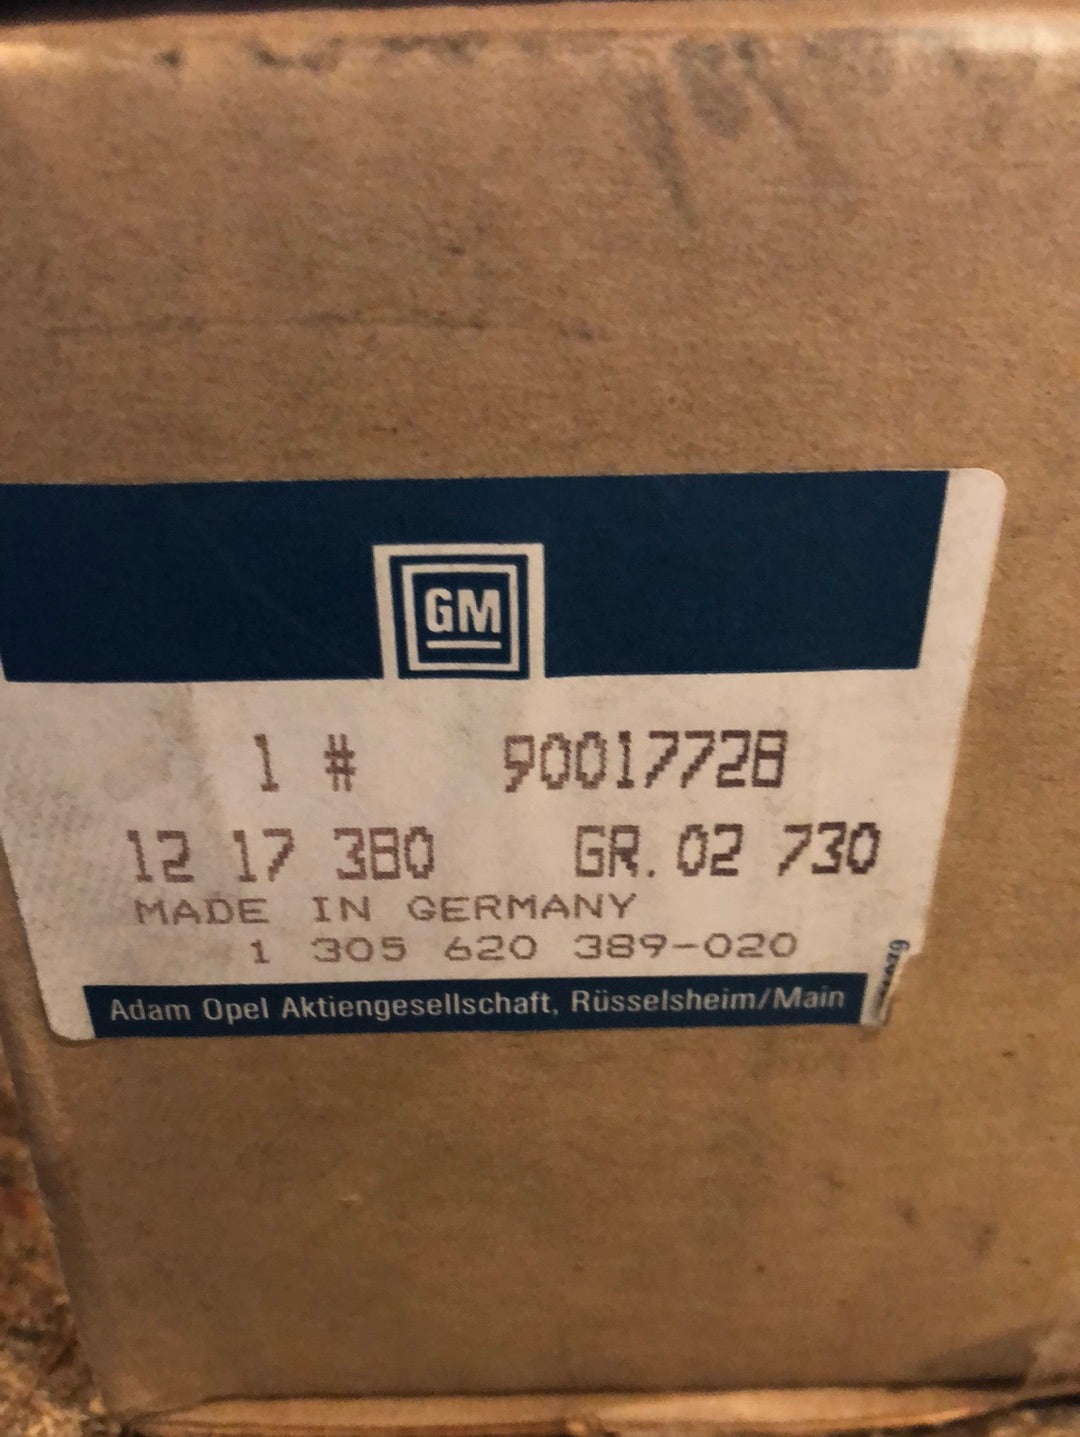 GM
1 # 90017728
12 17 380 GR. 02 730
MADE IN GERMANY
1 305 620 389-020
Adam Opel Aktiengesellschaft, Rüsselsheim/Main